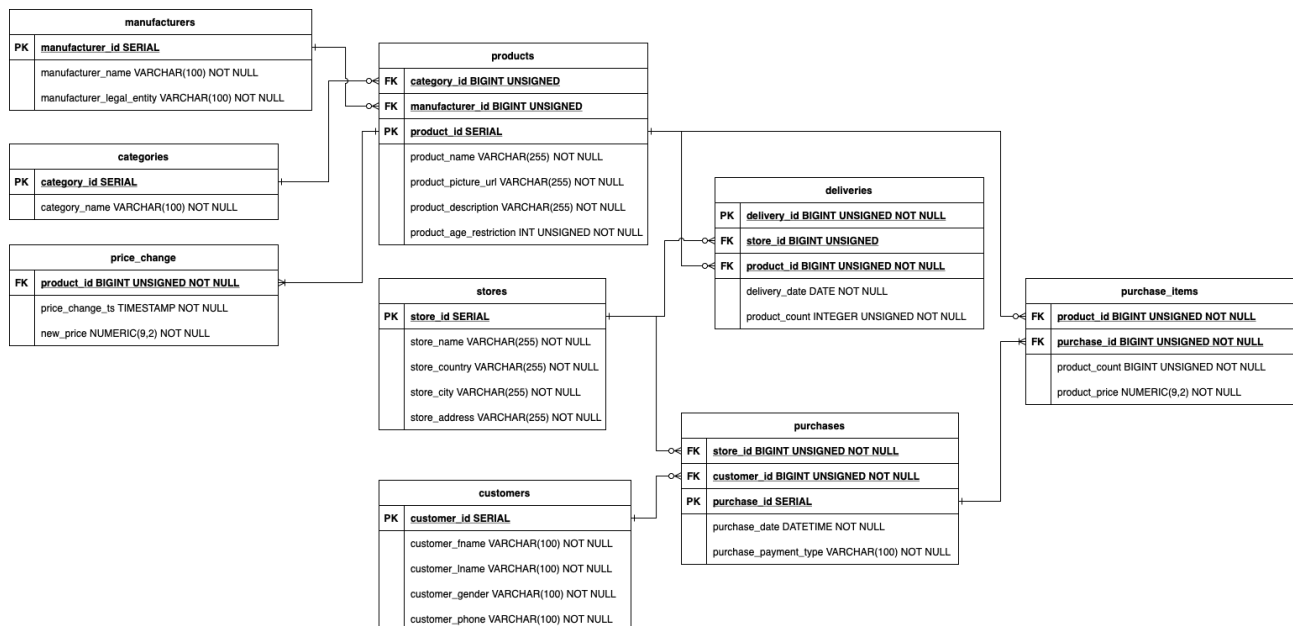 manufacturers
PK manufacturer_id SERIAL
manufacturer_name VARCHAR(100) NOT NULL
manufacturer_legal_entity VARCHAR(100) NOT NULL
categories
PK category_id SERIAL
category_name VARCHAR(100) NOT NULL
price_change
FK product_id BIGINT UNSIGNED NOT NULL
price_change_ts TIMESTAMP NOT NULL
new_price NUMERIC(9,2) NOT NULL
products
FK category_id BIGINT UNSIGNED
FK manufacturer_id BIGINT UNSIGNED
PK product_id SERIAL
product_name VARCHAR(255) NOT NULL
product_picture_url VARCHAR(255) NOT NULL
product_description VARCHAR(255) NOT NULL
product_age_restriction INT UNSIGNED NOT NULL
stores
PK store_id SERIAL
store_name VARCHAR(255) NOT NULL
store_country VARCHAR(255) NOT NULL
store_city VARCHAR(255) NOT NULL
store_address VARCHAR(255) NOT NULL
customers
PK customer_id SERIAL
customer_fname VARCHAR(100) NOT NULL
customer_lname VARCHAR(100) NOT NULL
customer_gender VARCHAR(100) NOT NULL
customer_phone VARCHAR(100) NOT NULL
deliveries
PK delivery_id BIGINT UNSIGNED NOT NULL
FK store_id BIGINT UNSIGNED
FK product_id BIGINT UNSIGNED NOT NULL
delivery_date DATE NOT NULL
product_count INTEGER UNSIGNED NOT NULL
purchases
FK store_id BIGINT UNSIGNED NOT NULL
FK customer_id BIGINT UNSIGNED NOT NULL
PK purchase_id SERIAL
purchase_date DATETIME NOT NULL
purchase_payment_type VARCHAR(100) NOT NULL
purchase_items
FK product_id BIGINT UNSIGNED NOT NULL
FK purchase_id BIGINT UNSIGNED NOT NULL
product_count BIGINT UNSIGNED NOT NULL
product_price NUMERIC(9,2) NOT NULL